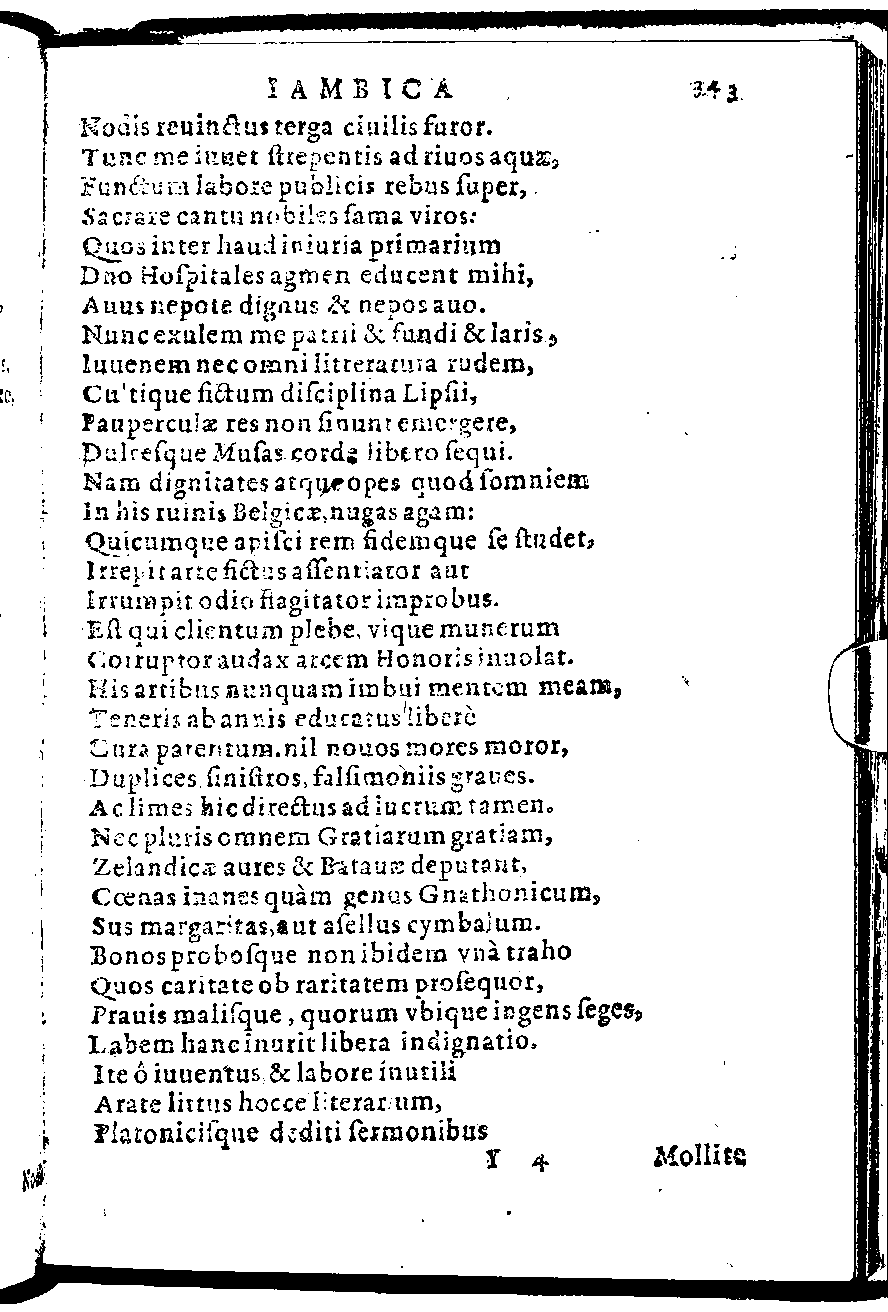 IAMBICA 343
Nodis reuinctus terga ciuilis furor.
Tunc me iuuet ſtrepentis ad riuos aquæ,
Functum labore publicis rebus ſuper,
Sacrare cantu nobiles fama viros:
Quos inter haud iniuria primarium
Duo Hoſpitales agmen educent mihi,
Auus nepote dignus & nepos auo.
Nunc exulem me patrii & fundi & laris,
Iuuenem nec omni litteratura rudem,
Cu'tique fictum diſciplina Lipſii,
Pauperculæ res non ſinunt emergere,
Dulceſque Muſas corde libero ſequi.
Nam dignitates atque opes quod ſomniem
In his ruinis Belgicæ, nugas agam:
Quicumque apiſci rem fidemque ſe ſtudet,
Irrepit arte fictus aſſentiator aut
Irrumpit odio flagitator improbus.
Eſt qui clientum plebe, vique munerum
Corruptor audax arcem Honoris inuolat.
His artibus nunquam imbui mentem meam,
Teneris ab annis educatus liberè
Cura parentum. nil nouos mores moror,
Duplices, ſiniſtros, falſimoniis graues.
Ac limes hic directus ad lucrum tamen.
Nec pluris omnem Gratiarum gratiam,
Zelandicæ aures & Batauæ deputant,
Cœnas inanes quàm genus Gnathonicum,
Sus margaritas, aut aſellus cymbalum.
Bonos proboſque non ibidem vnà traho
Quos caritate ob raritatem proſequor,
Prauis maliſque, quorum vbique ingens ſeges,
Labem hanc inurit libera indignatio.
Ite ô iuuentus, & labore inutili
Arate littus hocce literarium,
Platoniciſque dediti ſermonibus
Y 4 Mollite